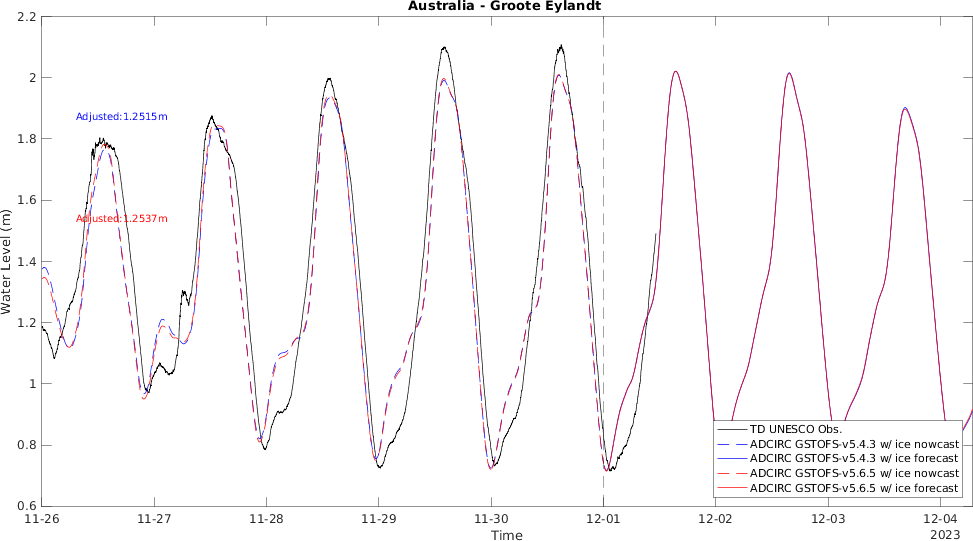 Australia - Groote Eylandt
2.2
2
1.8
1.6
1.4
1.2
1
0.8
0.6
Water Level (m)
Adjusted:1.2515m
Adjusted:1.2537m
TD UNESCO Obs.
ADCIRC GSTOFS-v5.4.3 w/ ice nowcast
ADCIRC GSTOFS-v5.4.3 w/ ice forecast
ADCIRC GSTOFS-v5.6.5 w/ ice nowcast
ADCIRC GSTOFS-v5.6.5 w/ ice forecast
11-26 11-27 11-28 11-29 11-30 12-01 12-02 12-03 12-04
Time
2023